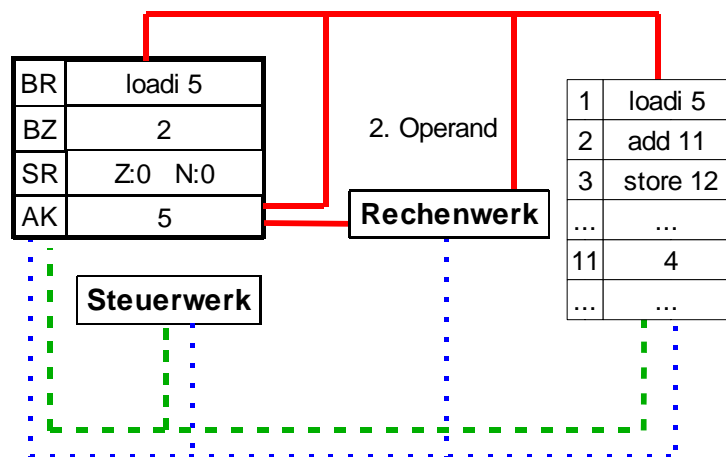 BR loadi 5
BZ 2
SR Z:0 N:0
AK 5
2. Operand
Rechenwerk
Steuerwerk
1 loadi 5
2 add 11
3 store 12
... ...
11 4
... ...